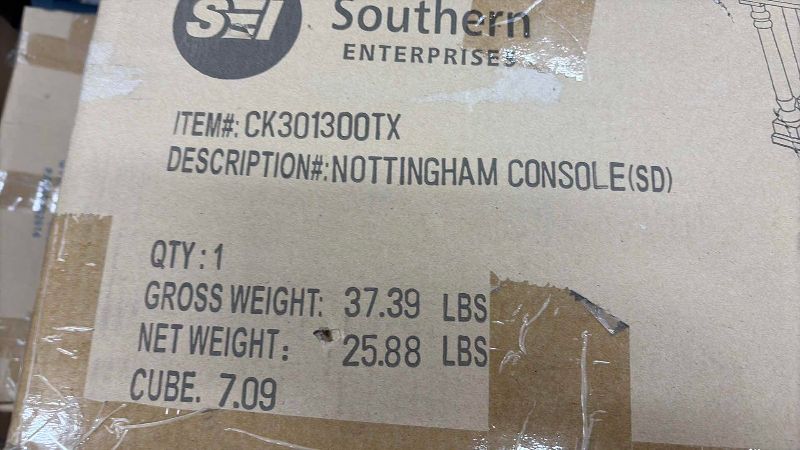 SEI Southern
ENTERPRISES
ITEM#: CK301300TX
DESCRIPTION#:NOTTINGHAM CONSOLE(SD)
QTY: 1
GROSS WEIGHT: 37.39 LBS
NET WEIGHT: 25.88 LBS
CUBE. 7.09